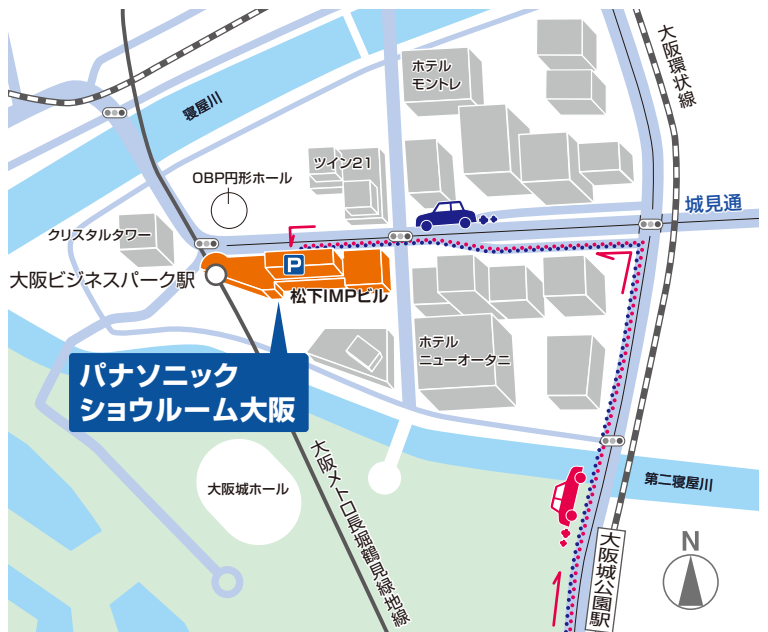 大阪環状線
ホテル
モントレ
寝屋川
ツイン21
OBP円形ホール
城見通
クリスタルタワー
大阪ビジネスパーク駅
P
松下IMPビル
ホテル
ニューオータニ
パナソニック
ショウルーム大阪
大阪城ホール
大阪メトロ長堀鶴見緑地線
第二寝屋川
大阪城公園駅
N